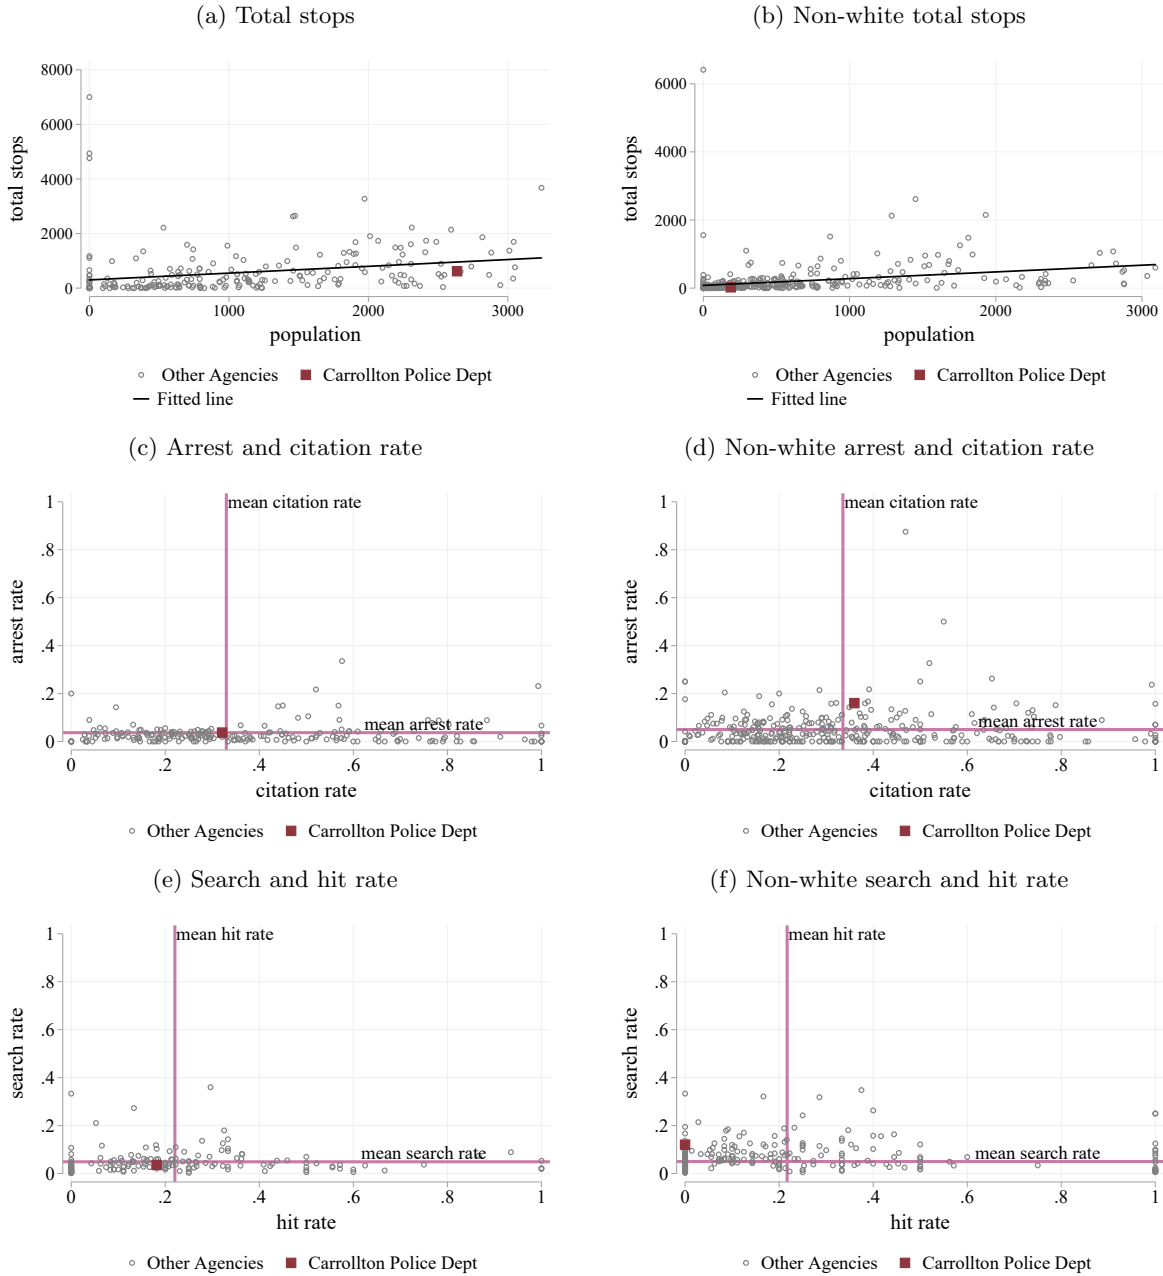 (a) Total stops
(b) Non-white total stops
total stops
8000
6000
4000
2000
0
0 1000 2000 3000
population
Other Agencies Carrollton Police Dept
Fitted line
total stops
6000
4000
2000
0
0 1000 2000 3000
population
Other Agencies Carrollton Police Dept
Fitted line
(c) Arrest and citation rate
(d) Non-white arrest and citation rate
arrest rate
1
.8
.6
.4
.2
0
mean citation rate
mean arrest rate
0 .2 .4 .6 .8 1
citation rate
Other Agencies Carrollton Police Dept
arrest rate
1
.8
.6
.4
.2
0
mean citation rate
mean arrest rate
0 .2 .4 .6 .8 1
citation rate
Other Agencies Carrollton Police Dept
(e) Search and hit rate
(f) Non-white search and hit rate
search rate
1
.8
.6
.4
.2
0
mean hit rate
mean search rate
0 .2 .4 .6 .8 1
hit rate
Other Agencies Carrollton Police Dept
search rate
1
.8
.6
.4
.2
0
mean hit rate
mean search rate
0 .2 .4 .6 .8 1
hit rate
Other Agencies Carrollton Police Dept